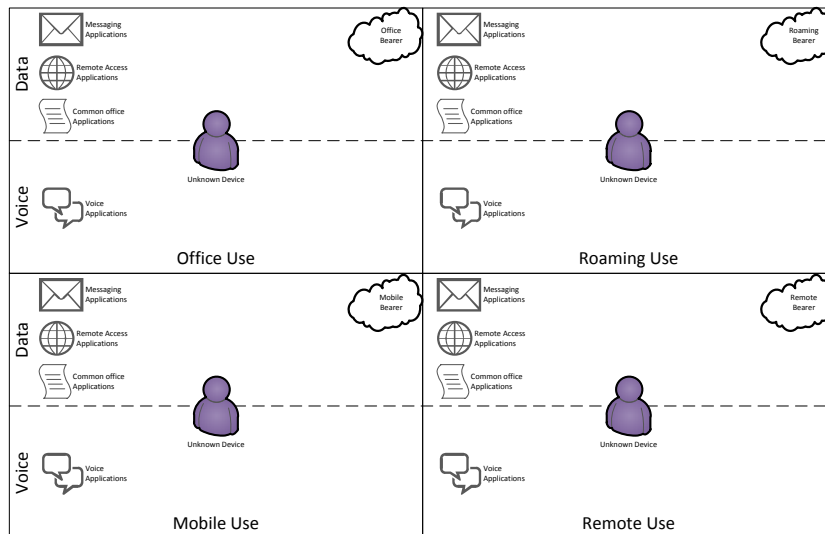 Data
Messaging
Applications
Remote Access
Applications
Common office
Applications
Office
Bearer
Unknown Device
Voice
Voice
Applications
Office Use
Messaging
Applications
Remote Access
Applications
Common office
Applications
Roaming
Bearer
Unknown Device
Voice
Applications
Roaming Use
Data
Messaging
Applications
Remote Access
Applications
Common office
Applications
Mobile
Bearer
Unknown Device
Voice
Voice
Applications
Mobile Use
Messaging
Applications
Remote Access
Applications
Common office
Applications
Remote
Bearer
Unknown Device
Voice
Applications
Remote Use